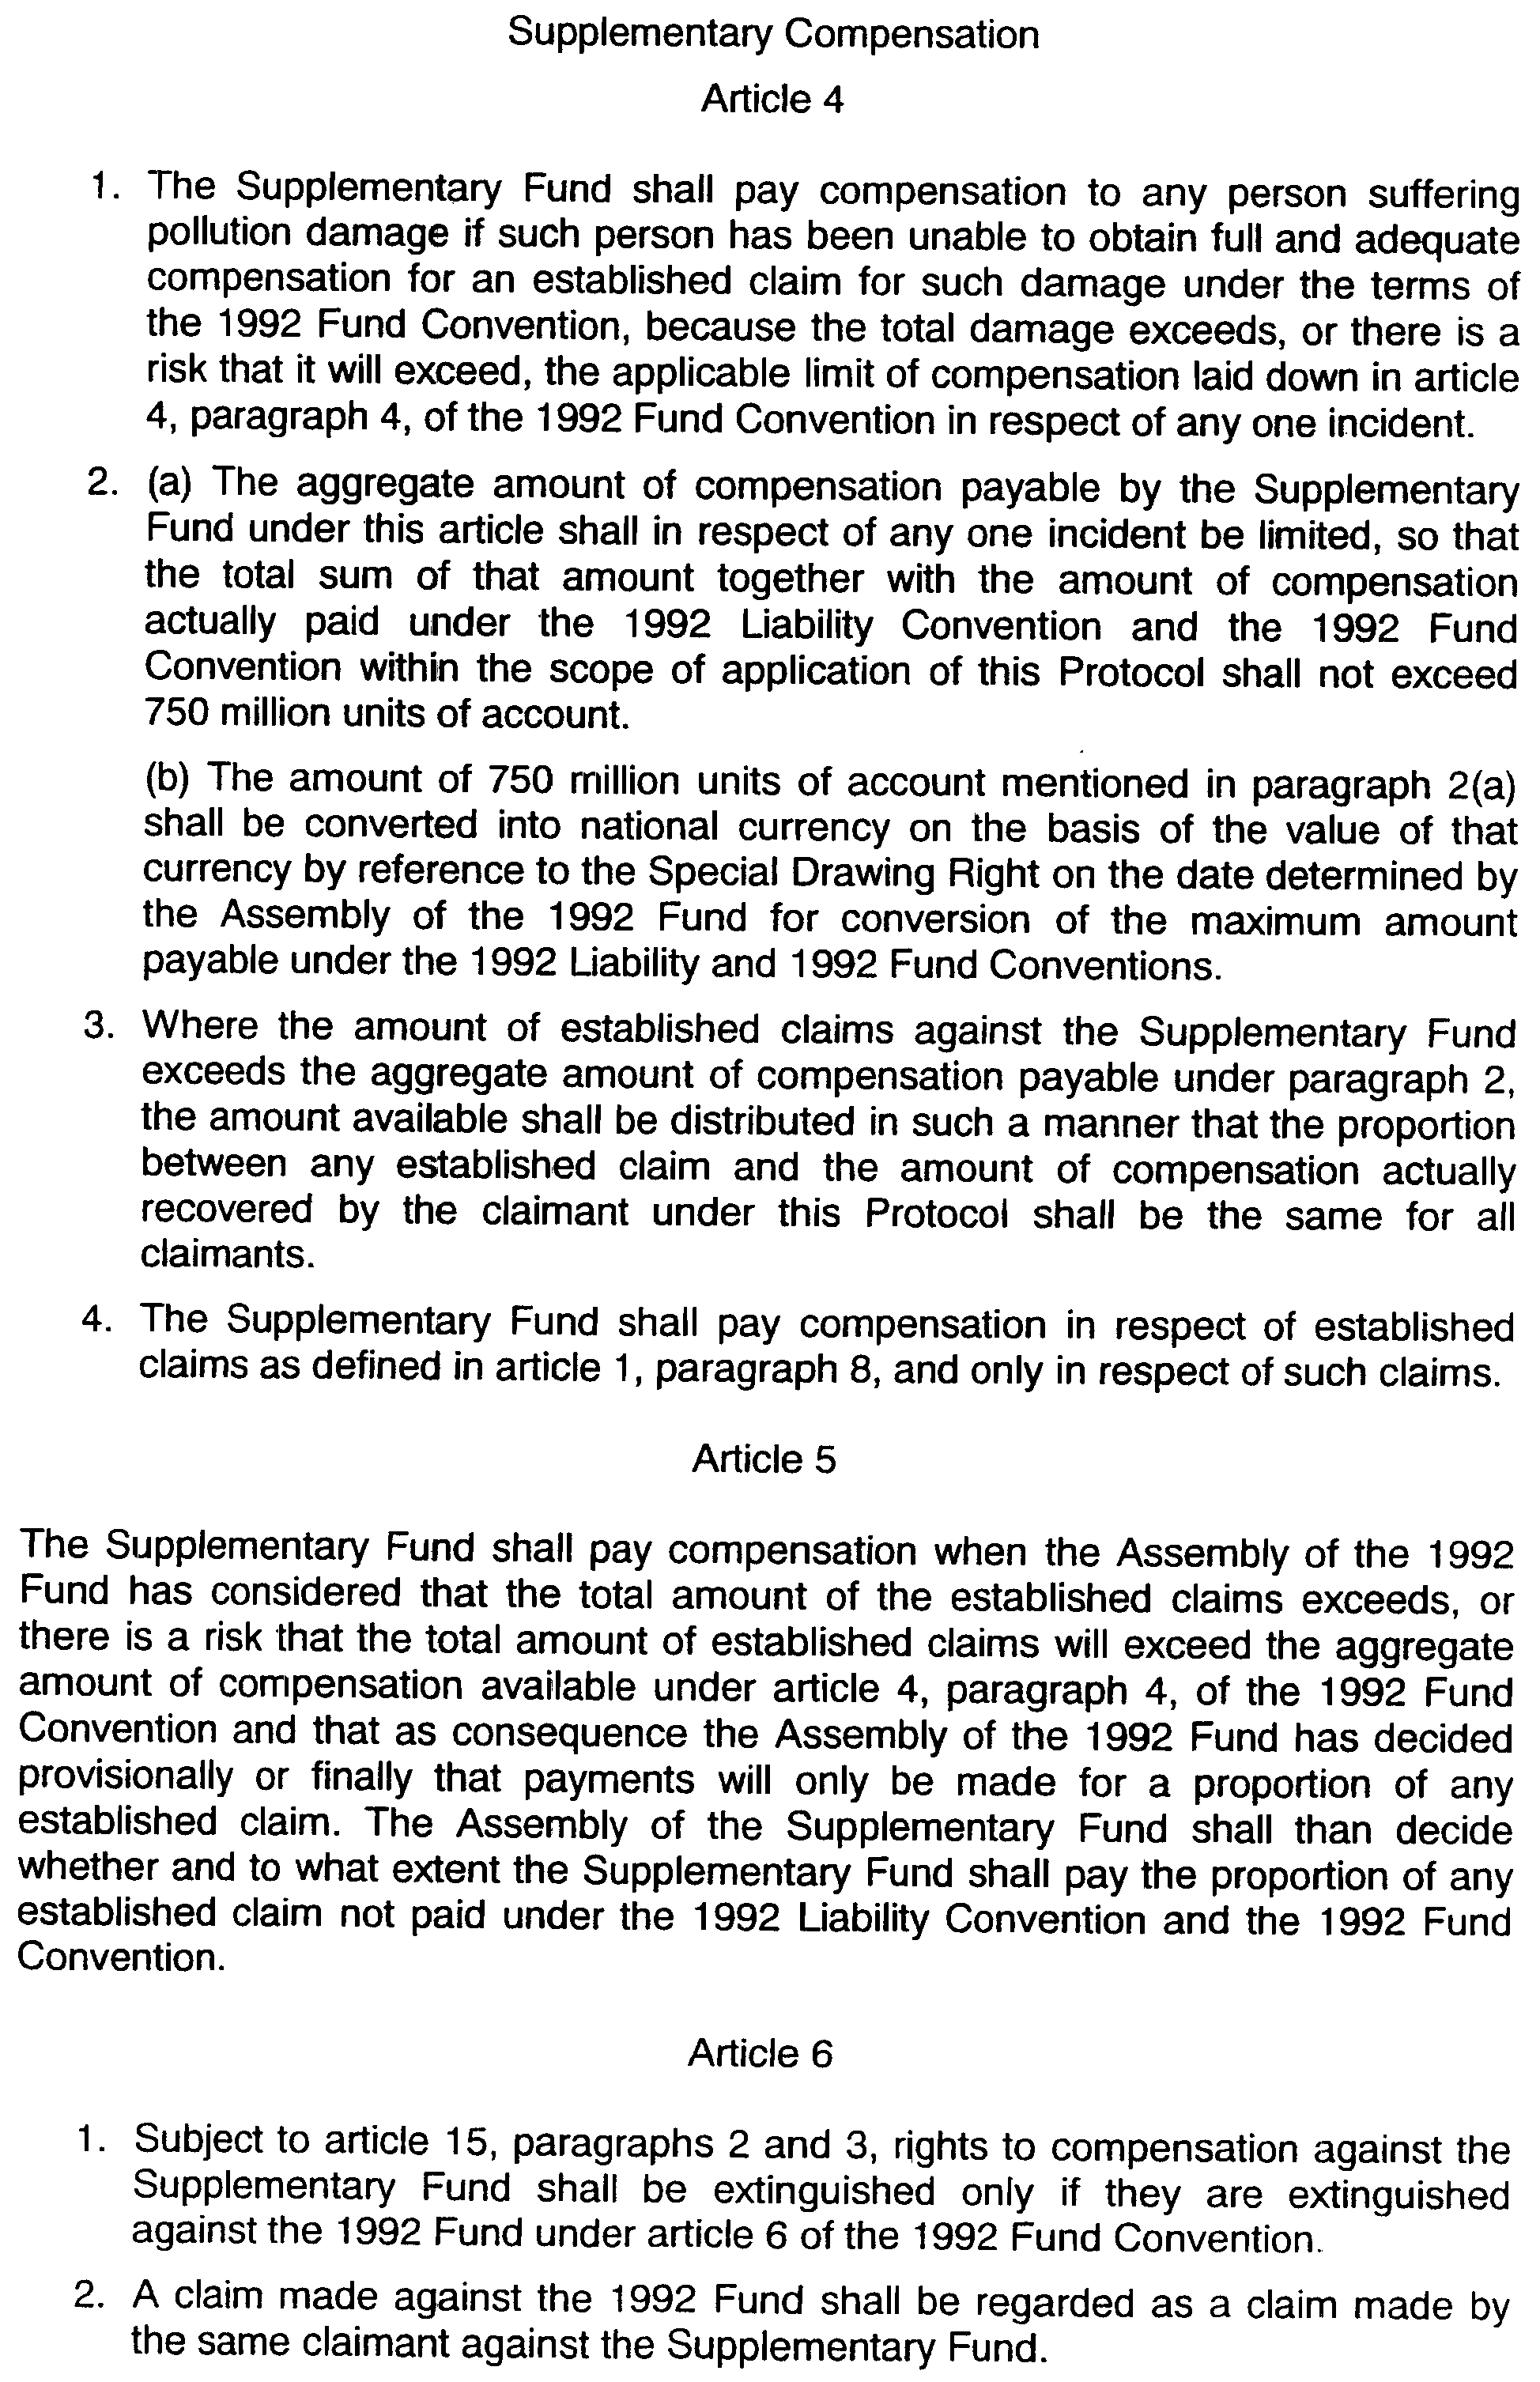 Supplementary Compensation
Article 4
1. The Supplementary Fund shall pay compensation to any person suffering
pollution damage if such person has been unable to obtain full and adequate
compensation for an established claim for such damage under the terms of
the 1992 Fund Convention, because the total damage exceeds, or there is a
risk that it will exceed, the applicable limit of compensation laid down in article
4, paragraph 4, of the 1992 Fund Convention in respect of any one incident.
2. (a) The aggregate amount of compensation payable by the Supplementary
Fund under this article shall in respect of any one incident be limited, so that
the total sum of that amount together with the amount of compensation
actually paid under the 1992 Liability Convention and the 1992 Fund
Convention within the scope of application of this Protocol shall not exceed
750 million units of account.
(b) The amount of 750 million units of account mentioned in paragraph 2(a)
shall be converted into national currency on the basis of the value of that
currency by reference to the Special Drawing Right on the date determined by
the Assembly of the 1992 Fund for conversion of the maximum amount
payable under the 1992 Liability and 1992 Fund Conventions.
3. Where the amount of established claims against the Supplementary Fund
exceeds the aggregate amount of compensation payable under paragraph 2,
the amount available shall be distributed in such a manner that the proportion
between any established claim and the amount of compensation actually
recovered by the claimant under this Protocol shall be the same for all
claimants.
4. The Supplementary Fund shall pay compensation in respect of established
claims as defined in article 1, paragraph 8, and only in respect of such claims.
Article 5
The Supplementary Fund shall pay compensation when the Assembly of the 1992
Fund has considered that the total amount of the established claims exceeds, or
there is a risk that the total amount of established claims will exceed the aggregate
amount of compensation available under article 4, paragraph 4, of the 1992 Fund
Convention and that as consequence the Assembly of the 1992 Fund has decided
provisionally or finally that payments will only be made for a proportion of any
established claim. The Assembly of the Supplementary Fund shall than decide
whether and to what extent the Supplementary Fund shall pay the proportion of any
established claim not paid under the 1992 Liability Convention and the 1992 Fund
Convention.
Article 6
1. Subject to article 15, paragraphs 2 and 3, rights to compensation against the
Supplementary Fund shall be extinguished only if they are extinguished
against the 1992 Fund under article 6 of the 1992 Fund Convention.
2. A claim made against the 1992 Fund shall be regarded as a claim made by
the same claimant against the Supplementary Fund.